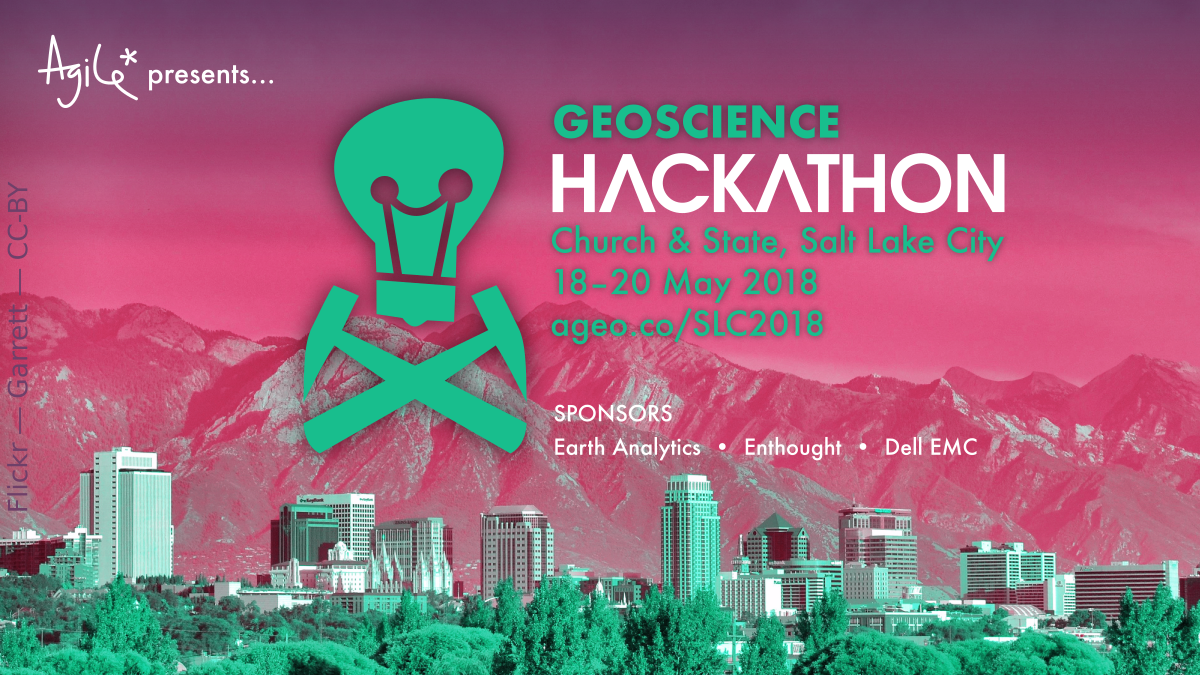 Agile* presents...
GEOSCIENCE
HACKATHON
Church & State, Salt Lake City
18–20 May 2018
ageo.co/SLC2018
SPONSORS
Earth Analytics • Enthought • Dell EMC
Flickr — Garrett — CC-BY